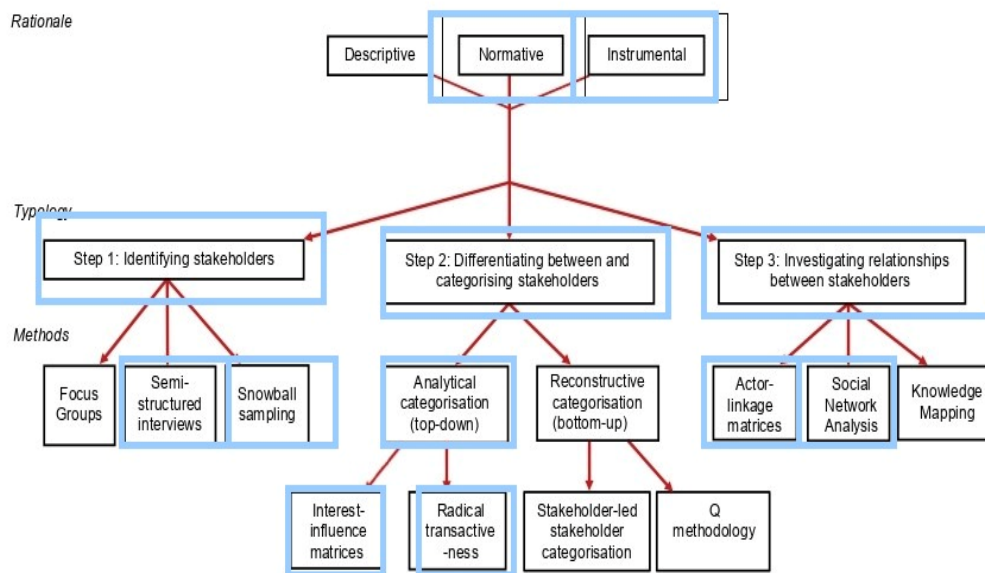 Rationale
Descriptive
Normative
Instrumental
Typology
Step 1: Identifying stakeholders
Step 2: Differentiating between and
categorising stakeholders
Step 3: Investigating relationships
between stakeholders
Methods
Focus
Groups
Semi-
structured
interviews
Snowball
sampling
Analytical
categorisation
(top-down)
Reconstructive
categorisation
(bottom-up)
Actor-
linkage
matrices
Social
Network
Analysis
Knowledge
Mapping
Interest-
influence
matrices
Radical
transactive
-ness
Stakeholder-led
stakeholder
categorisation
Q
methodology